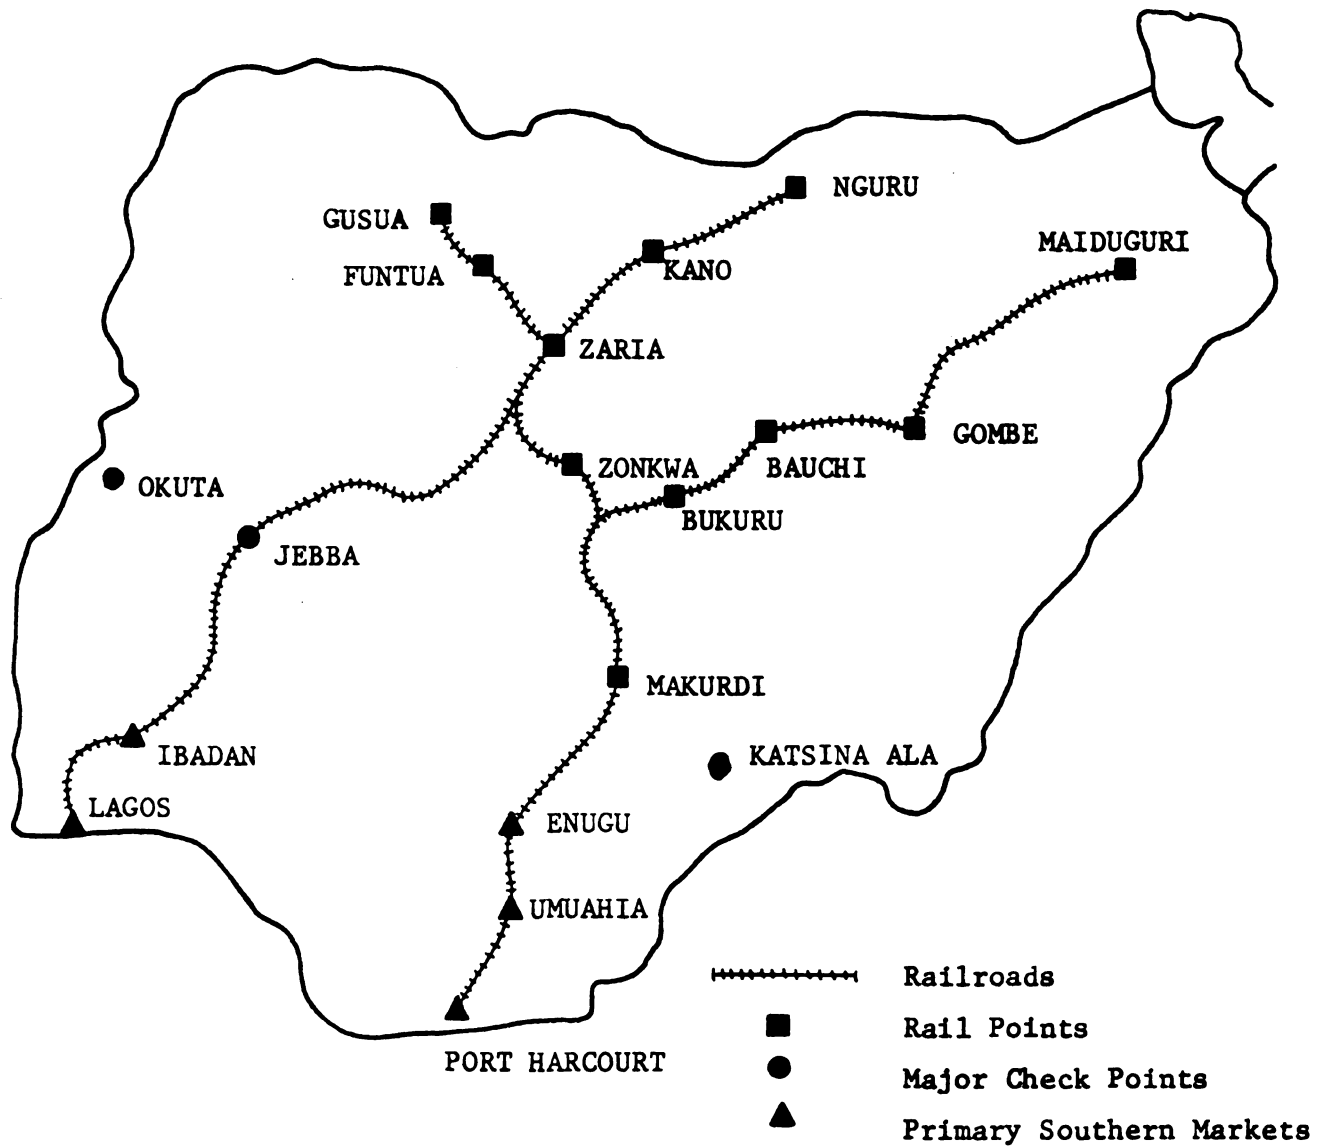 NGURU
GUSUA
MAIDUGURI
KANO
FUNTUA
ZARIA
GOMBE
ZONKWA
BAUCHI
OKUTA
BUKURU
JEBBA
MAKURDI
IBADAN
KATSINA ALA
LAGOS
ENUGU
UMUAHIA
Railroads
Rail Points
PORT HARCOURT
Major Check Points
Primary Southern Markets